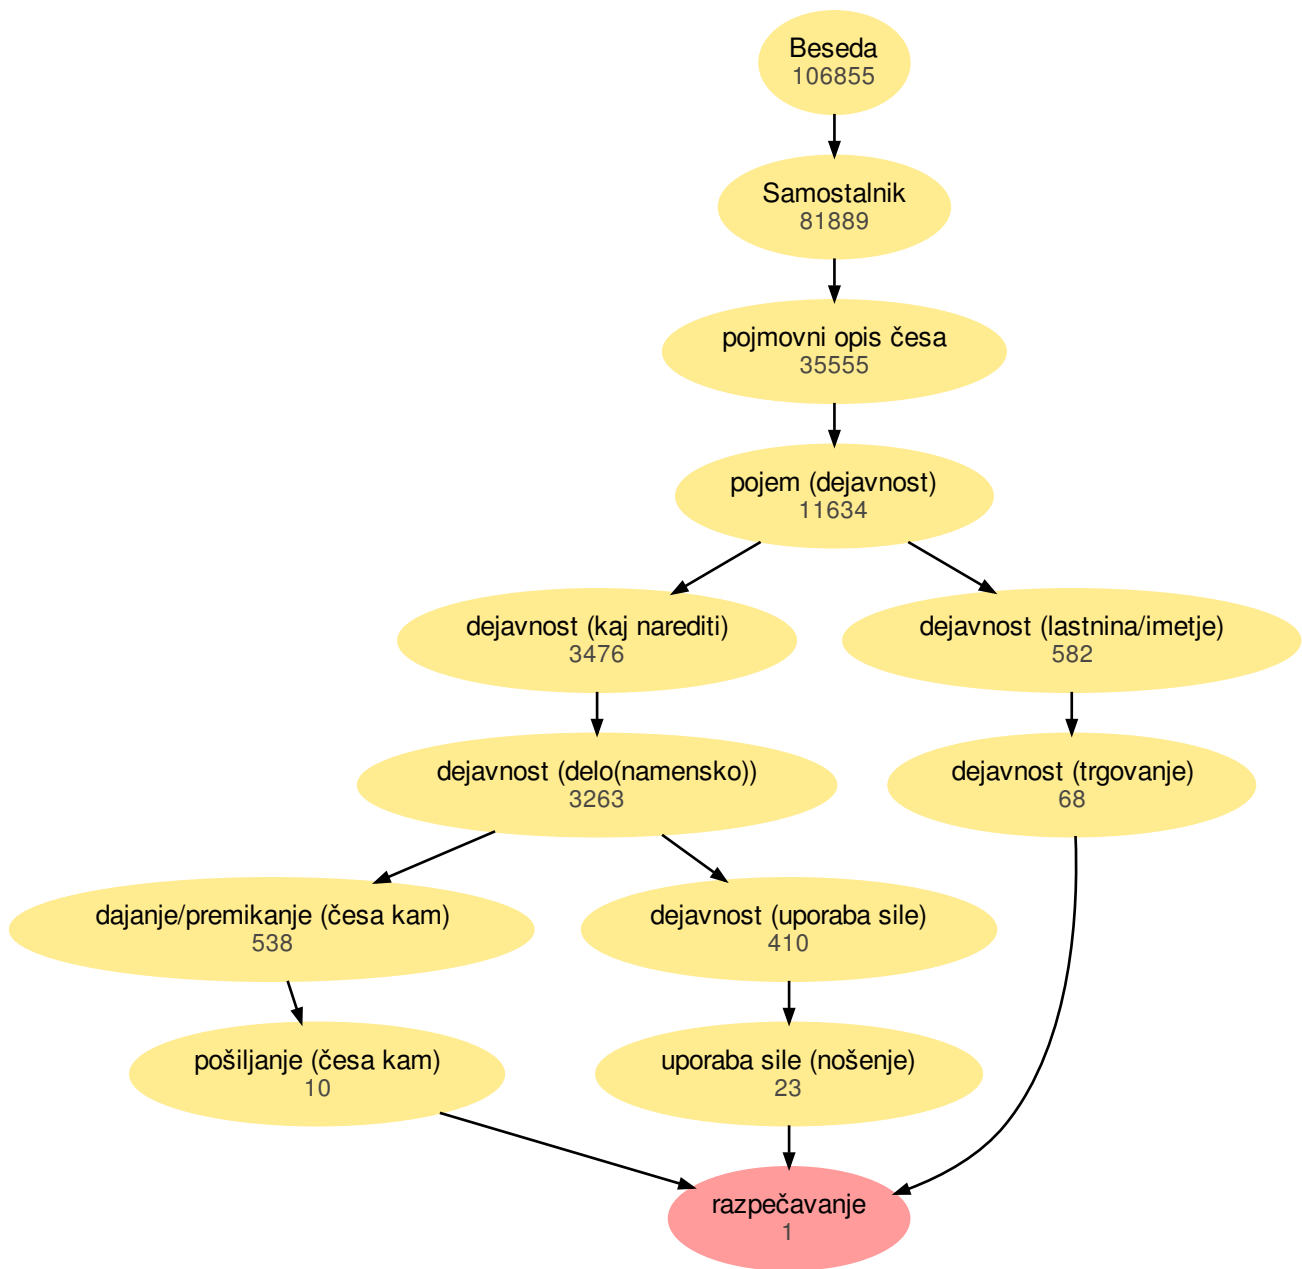 Beseda
106855
Samostalnik
81889
pojmovni opis česa
35555
pojem (dejavnost)
11634
dejavnost (kaj narediti)
3476
dejavnost (lastnina/imetje)
582
dejavnost (delo(namensko))
3263
dejavnost (trgovanje)
68
dajanje/premikanje (česa kam)
538
dejavnost (uporaba sile)
410
pošiljanje (česa kam)
10
uporaba sile (nošenje)
23
razpečavanje
1